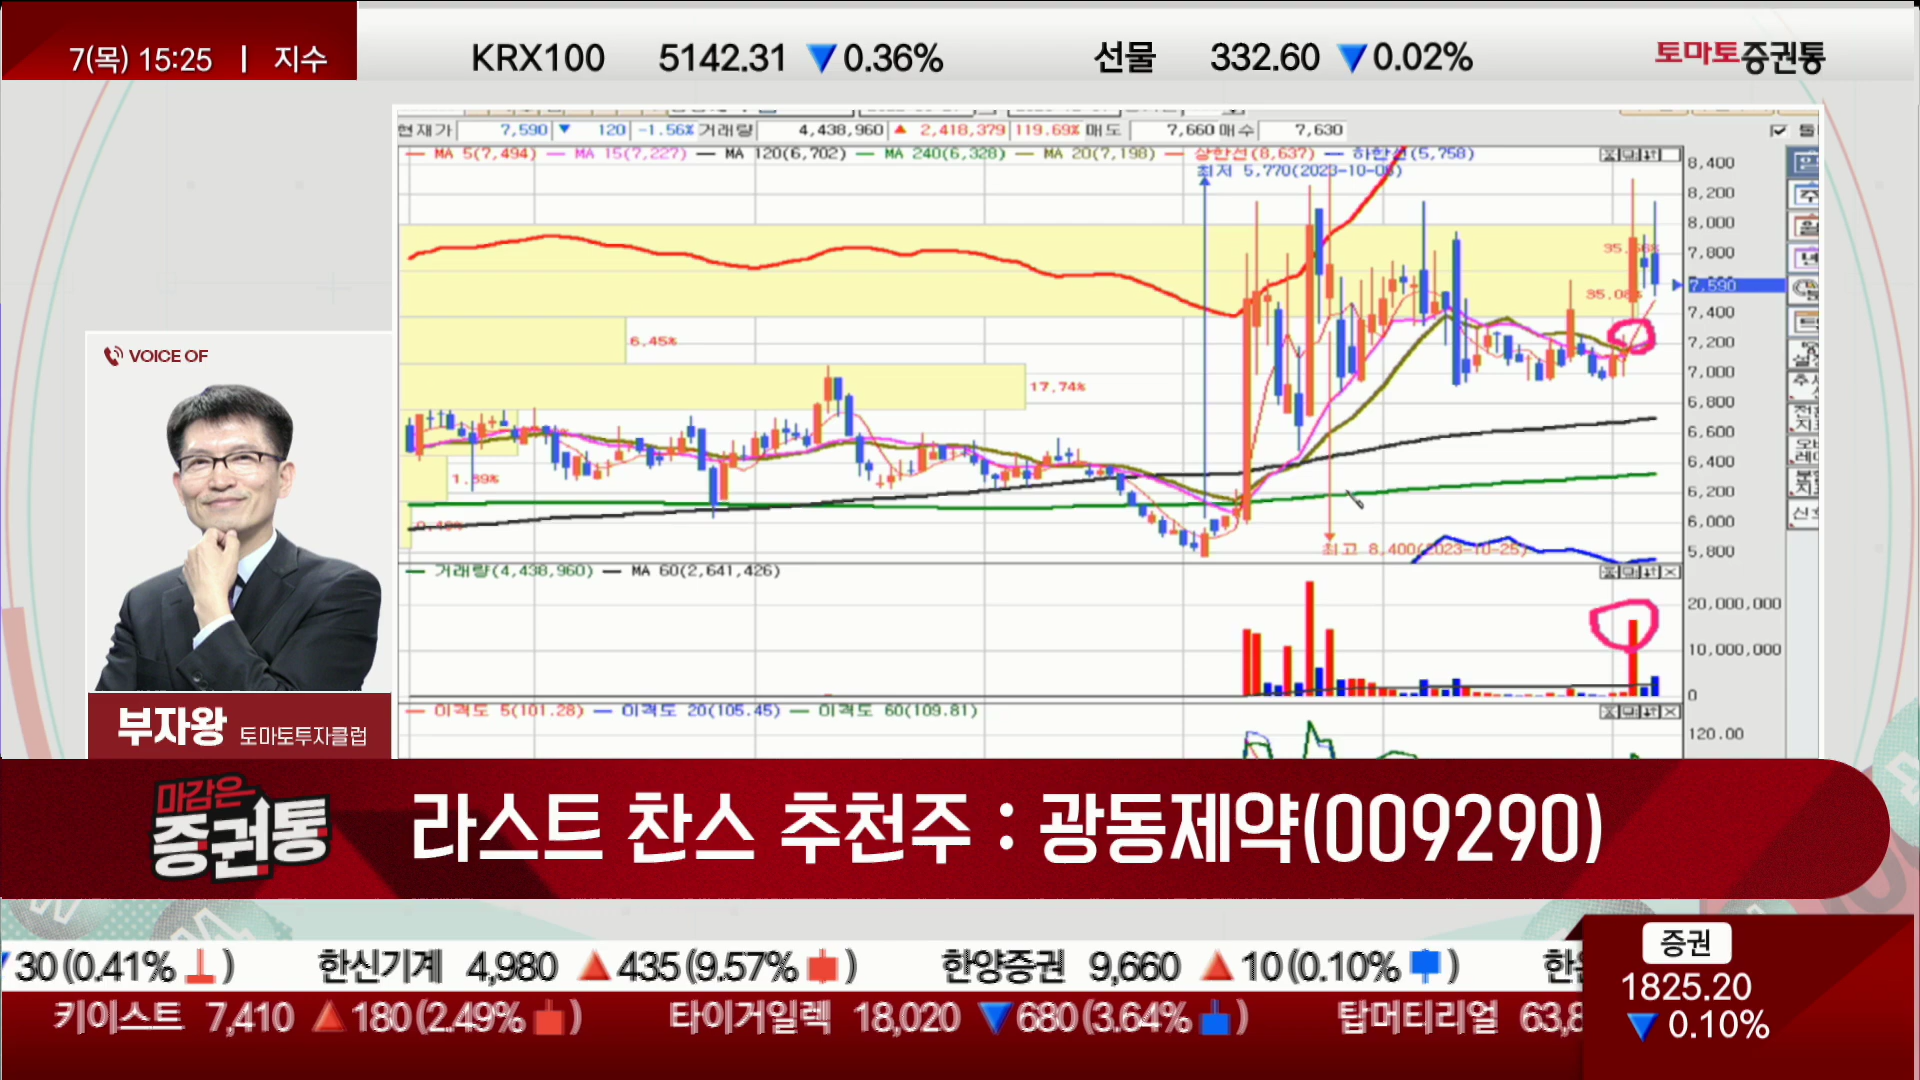 7(목) 15:25 | 지수
KRX100 5142.31 ▼0.36% 선물 332.60 ▼0.02%
토마토증권통
현재가 7,590 ▼ 120 -1.56% 거래량 4,438,960 ▲ 2,418,379 119.69% 매도 7,660 매수 7,630
MA 5(7,494) MA 15(7,227) MA 120(6,702) MA 240(6,328) MA 20(7,198) 상한선(8,637) 하한선(5,758)
최저 5,770(2023-10-06)
8,400
8,200
8,000
7,800
7,590
7,400
7,200
7,000
6,800
6,600
6,400
6,200
6,000
5,800
6.45%
17.74%
최고 8,400(2023-10-25)
거래량(4,438,960) MA 60(2,641,426)
20,000,000
10,000,000
0
이격도 5(101.28) 이격도 20(105.45) 이격도 60(109.81)
120.00
VOICE OF
부자왕 토마토투자클럽
마감은 증권통
라스트 찬스 추천주 : 광동제약(009290)
30(0.41%) 한신기계 4,980 ▲435(9.57%) 한양증권 9,660 ▲10(0.10%)
키이스트 7,410 ▲180(2.49%) 타이거일렉 18,020 ▼680(3.64%) 탑머티리얼 63,8
증권
1825.20
▼ 0.10%